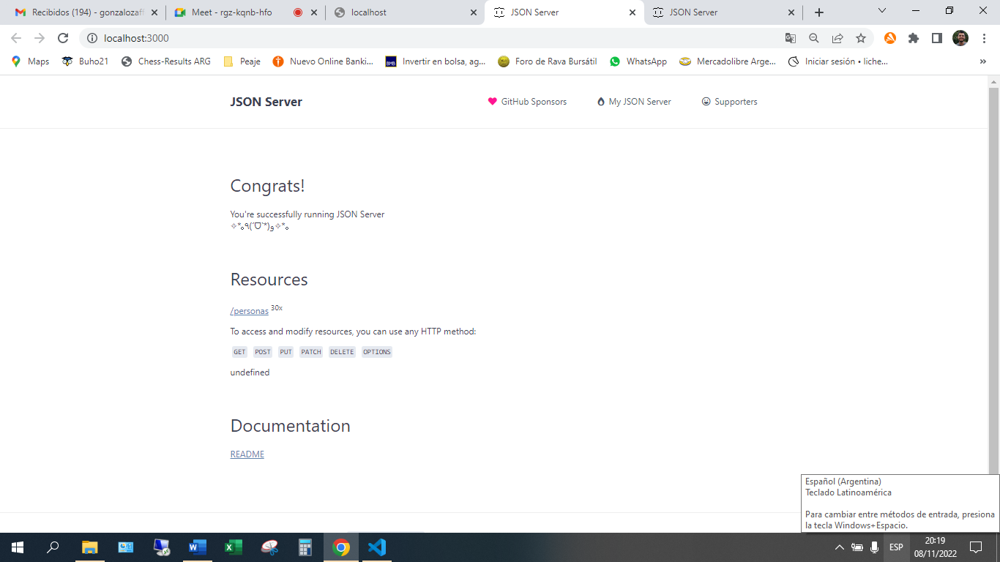 Recibidos (194) - gonzalozaff
Meet - rgz-kqnb-hfo
localhost
JSON Server
JSON Server
localhost:3000
Maps
Buho21
Chess-Results ARG
Peaje
Nuevo Online Banki...
BMB
Invertir en bolsa, ag...
Foro de Rava Bursátil
WhatsApp
Mercadolibre Arge...
Iniciar sesión • liche...
»
JSON Server
GitHub Sponsors
My JSON Server
Supporters
Congrats!
You're successfully running JSON Server
✧*｡٩(ˊᗜˋ*)و✧*｡
Resources
/personas 30x
To access and modify resources, you can use any HTTP method:
GET POST PUT PATCH DELETE OPTIONS
undefined
Documentation
README
Español (Argentina)
Teclado Latinoamérica
Para cambiar entre métodos de entrada, presiona
la tecla Windows+Espacio.
ESP
20:19
08/11/2022